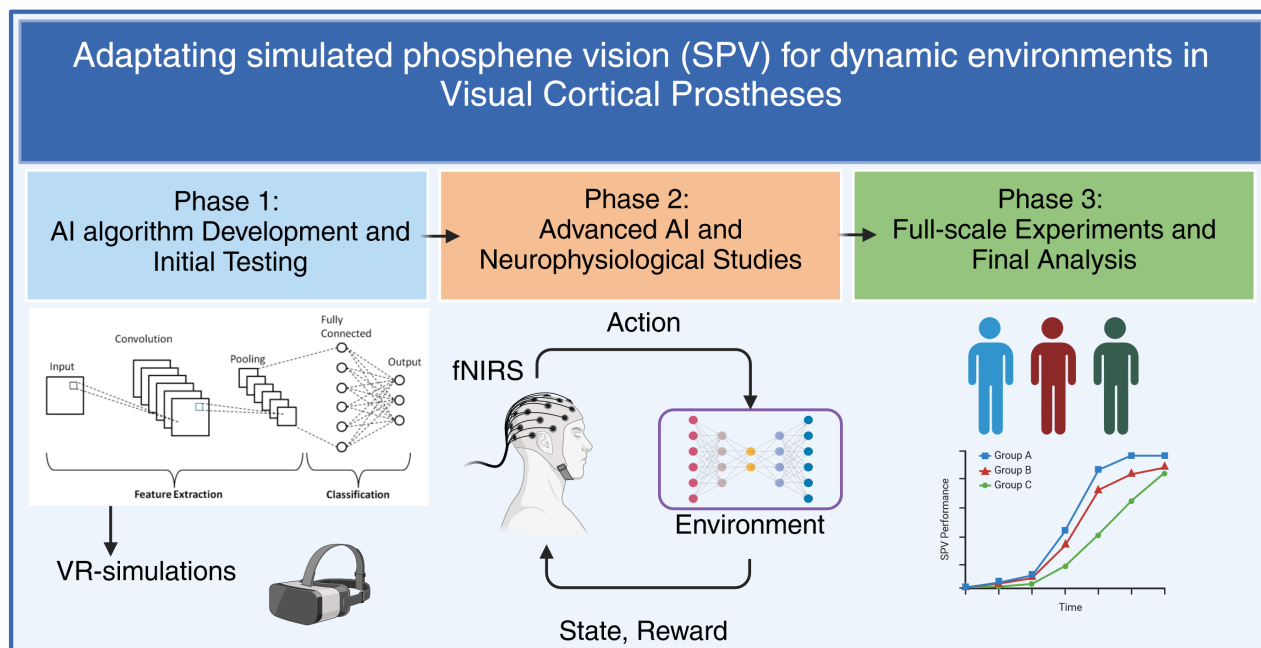 Adaptating simulated phosphene vision (SPV) for dynamic environments in
Visual Cortical Prostheses
Phase 1:
AI algorithm Development and
Initial Testing
Phase 2:
Advanced AI and
Neurophysiological Studies
Phase 3:
Full-scale Experiments and
Final Analysis
Input
Convolution
Pooling
Fully
Connected
Output
Feature Extraction
Classification
VR-simulations
Action
fNIRS
Environment
State, Reward
Group A
Group B
Group C
SPV Performance
Time